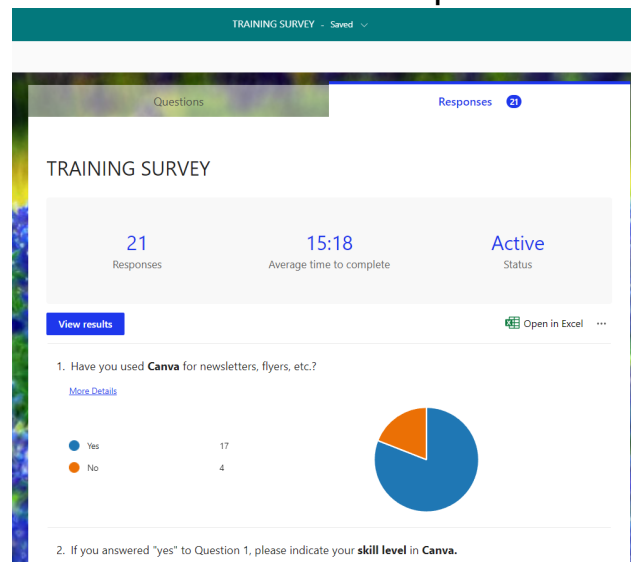 TRAINING SURVEY - Saved
Questions
Responses 21
TRAINING SURVEY
21 15:18 Active
Responses Average time to complete Status
View results Open in Excel ...
1. Have you used Canva for newsletters, flyers, etc.?
More Details
Yes 17
No 4
2. If you answered "yes" to Question 1, please indicate your skill level in Canva.